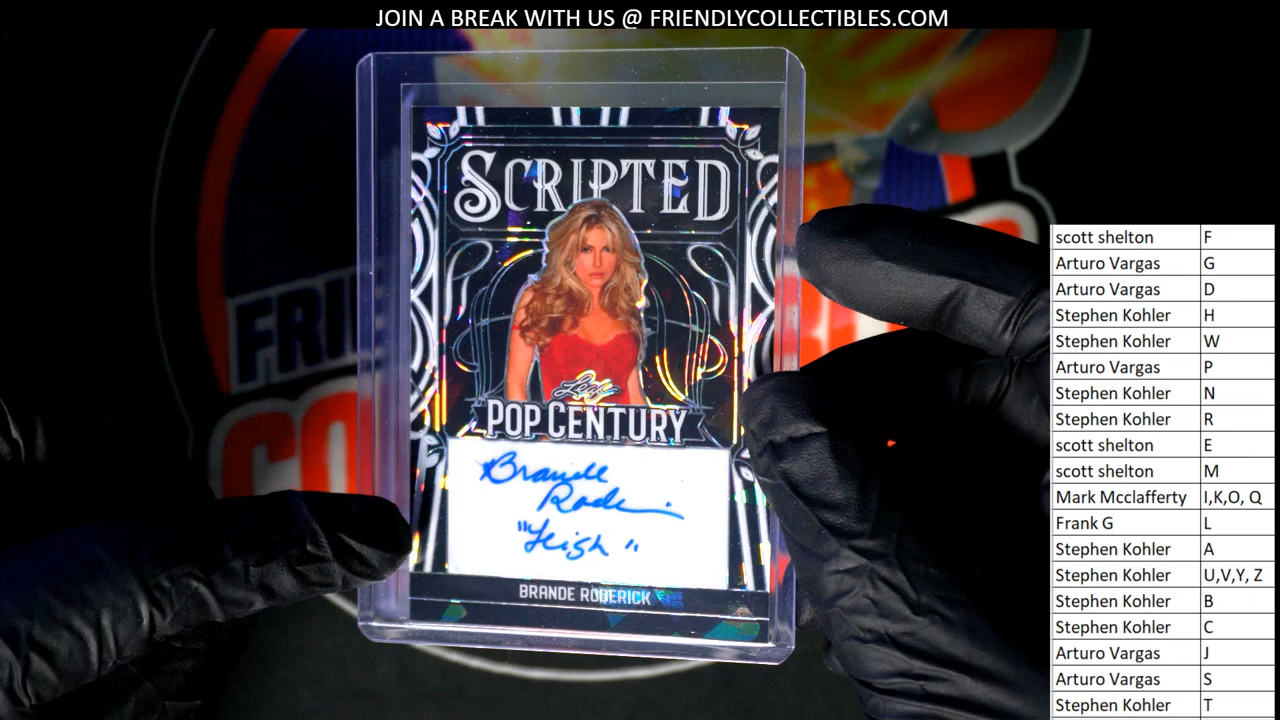 JOIN A BREAK WITH US @ FRIENDLYCOLLECTIBLES.COM
SCRIPTED
Leaf
POP CENTURY
Brande
Roderick
"Leigh"
BRANDE RODERICK
FRIE
CO
scott shelton F
Arturo Vargas G
Arturo Vargas D
Stephen Kohler H
Stephen Kohler W
Arturo Vargas P
Stephen Kohler N
Stephen Kohler R
scott shelton E
scott shelton M
Mark Mcclafferty I,K,O, Q
Frank G L
Stephen Kohler A
Stephen Kohler U,V,Y, Z
Stephen Kohler B
Stephen Kohler C
Arturo Vargas J
Arturo Vargas S
Stephen Kohler T